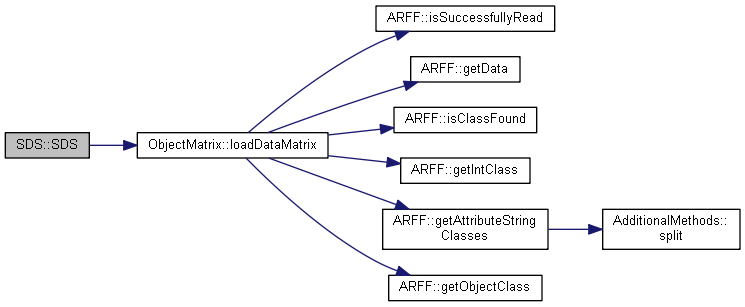 ARFF::isSuccessfullyRead
ARFF::getData
ARFF::isClassFound
SDS::SDS
ObjectMatrix::loadDataMatrix
ARFF::getIntClass
ARFF::getAttributeString
Classes
AdditionalMethods::
split
ARFF::getObjectClass